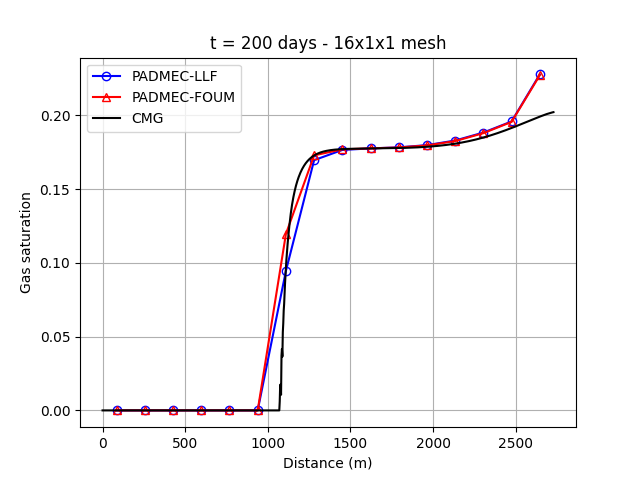 t = 200 days - 16x1x1 mesh
PADMEC-LLF
PADMEC-FOUM
CMG
Gas saturation
0.20
0.15
0.10
0.05
0.00
0 500 1000 1500 2000 2500
Distance (m)